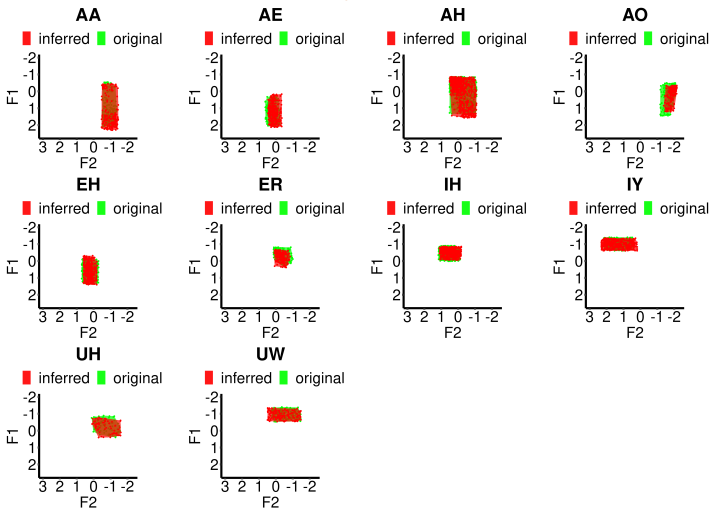 AA AE AH AO
inferred original inferred original inferred original inferred original
-2 -2 -2 -2
-1 -1 -1 -1
F1 0 F1 0 F1 0 F1 0
1 1 1 1
2 2 2 2
3 2 1 0 -1 -2 3 2 1 0 -1 -2 3 2 1 0 -1 -2 3 2 1 0 -1 -2
F2 F2 F2 F2
EH ER IH IY
inferred original inferred original inferred original inferred original
-2 -2 -2 -2
-1 -1 -1 -1
F1 0 F1 0 F1 0 F1 0
1 1 1 1
2 2 2 2
3 2 1 0 -1 -2 3 2 1 0 -1 -2 3 2 1 0 -1 -2 3 2 1 0 -1 -2
F2 F2 F2 F2
UH UW
inferred original inferred original
-2 -2
-1 -1
F1 0 F1 0
1 1
2 2
3 2 1 0 -1 -2 3 2 1 0 -1 -2
F2 F2